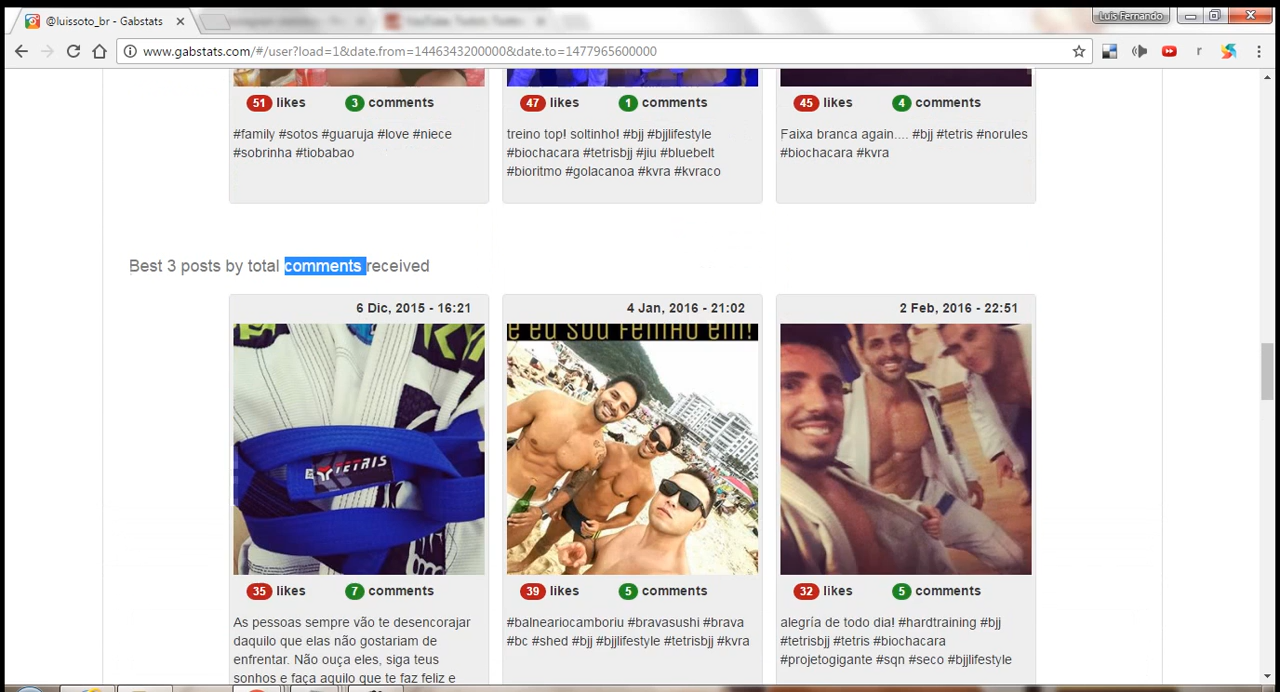 @luissoto_br - Gabstats
Luis Fernando
www.gabstats.com/#/user?load=1&date.from=1446343200000&date.to=1477965600000
51 likes 3 comments
#family #sotos #guaruja #love #niece
#sobrinha #tiobabao
47 likes 1 comments
treino top! soltinho! #bjj #bjjlifestyle
#biochacara #tetrisbjj #jiu #bluebelt
#bioritmo #golacanoa #kvra #kvraco
45 likes 4 comments
Faixa branca again.... #bjj #tetris #norules
#biochacara #kvra
Best 3 posts by total comments received
6 Dic, 2015 - 16:21
TETRIS
35 likes 7 comments
As pessoas sempre vão te desencorajar
daquilo que elas não gostariam de
enfrentar. Não ouça eles, siga teus
sonhos e faça aquilo que te faz feliz e
4 Jan, 2016 - 21:02
e eu sou feinho em!
39 likes 5 comments
#balneariocamboriu #bravasushi #brava
#bc #shed #bjj #bjjlifestyle #tetrisbjj #kvra
2 Feb, 2016 - 22:51
32 likes 5 comments
alegría de todo dia! #hardtraining #bjj
#tetrisbjj #tetris #biochacara
#projetogigante #sqn #seco #bjjlifestyle